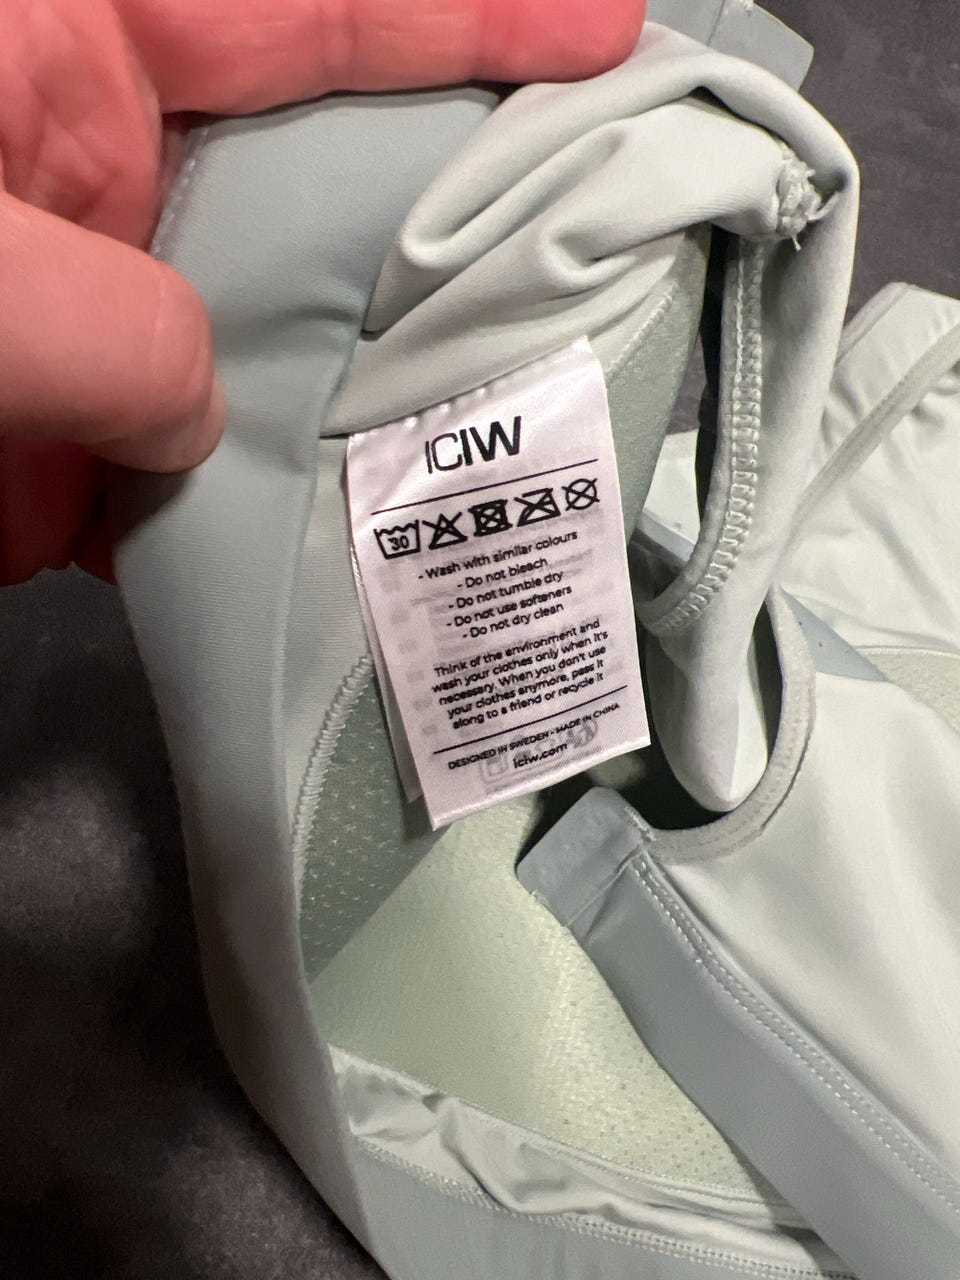 ICIW
30
- Wash with similar colours
- Do not bleach
- Do not tumble dry
- Do not use softeners
- Do not dry clean
Think of the environment and
wash your clothes only when it's
necessary. When you don't use
your clothes anymore, pass it
along to a friend or recycle it
DESIGNED IN SWEDEN - MADE IN CHINA
iciw.com